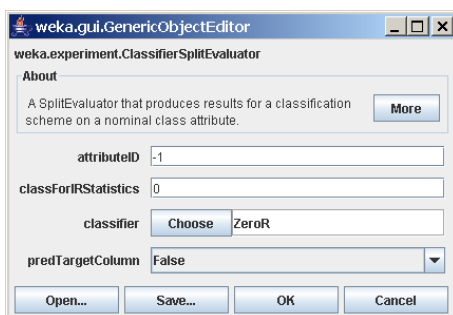 weka.gui.GenericObjectEditor
weka.experiment.ClassifierSplitEvaluator
About
A SplitEvaluator that produces results for a classification
scheme on a nominal class attribute.
More
attributeID -1
classForIRStatistics 0
classifier Choose ZeroR
predTargetColumn False
Open... Save... OK Cancel